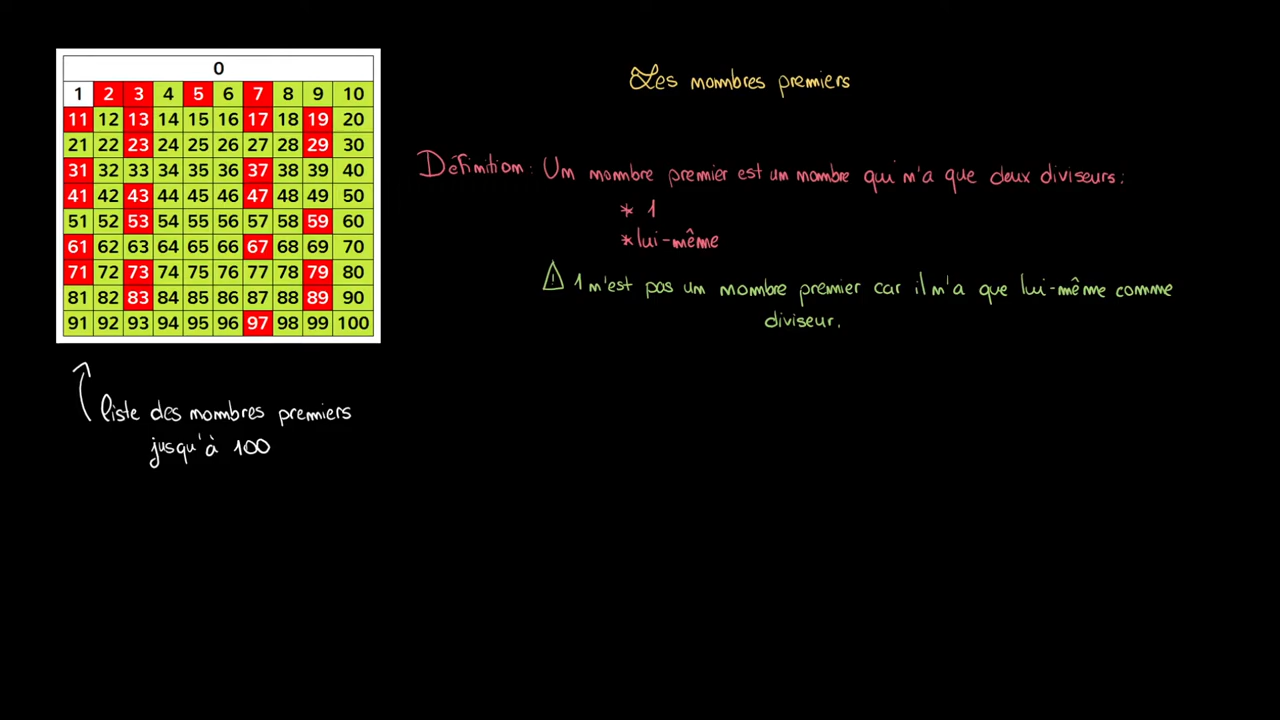 0
1 2 3 4 5 6 7 8 9 10
11 12 13 14 15 16 17 18 19 20
21 22 23 24 25 26 27 28 29 30
31 32 33 34 35 36 37 38 39 40
41 42 43 44 45 46 47 48 49 50
51 52 53 54 55 56 57 58 59 60
61 62 63 64 65 66 67 68 69 70
71 72 73 74 75 76 77 78 79 80
81 82 83 84 85 86 87 88 89 90
91 92 93 94 95 96 97 98 99 100
liste des nombres premiers
jusqu'à 100
Les nombres premiers
Définition : Un nombre premier est un nombre qui n'a que deux diviseurs :
* 1
* lui-même
⚠ 1 n'est pas un nombre premier car il n'a que lui-même comme
diviseur.